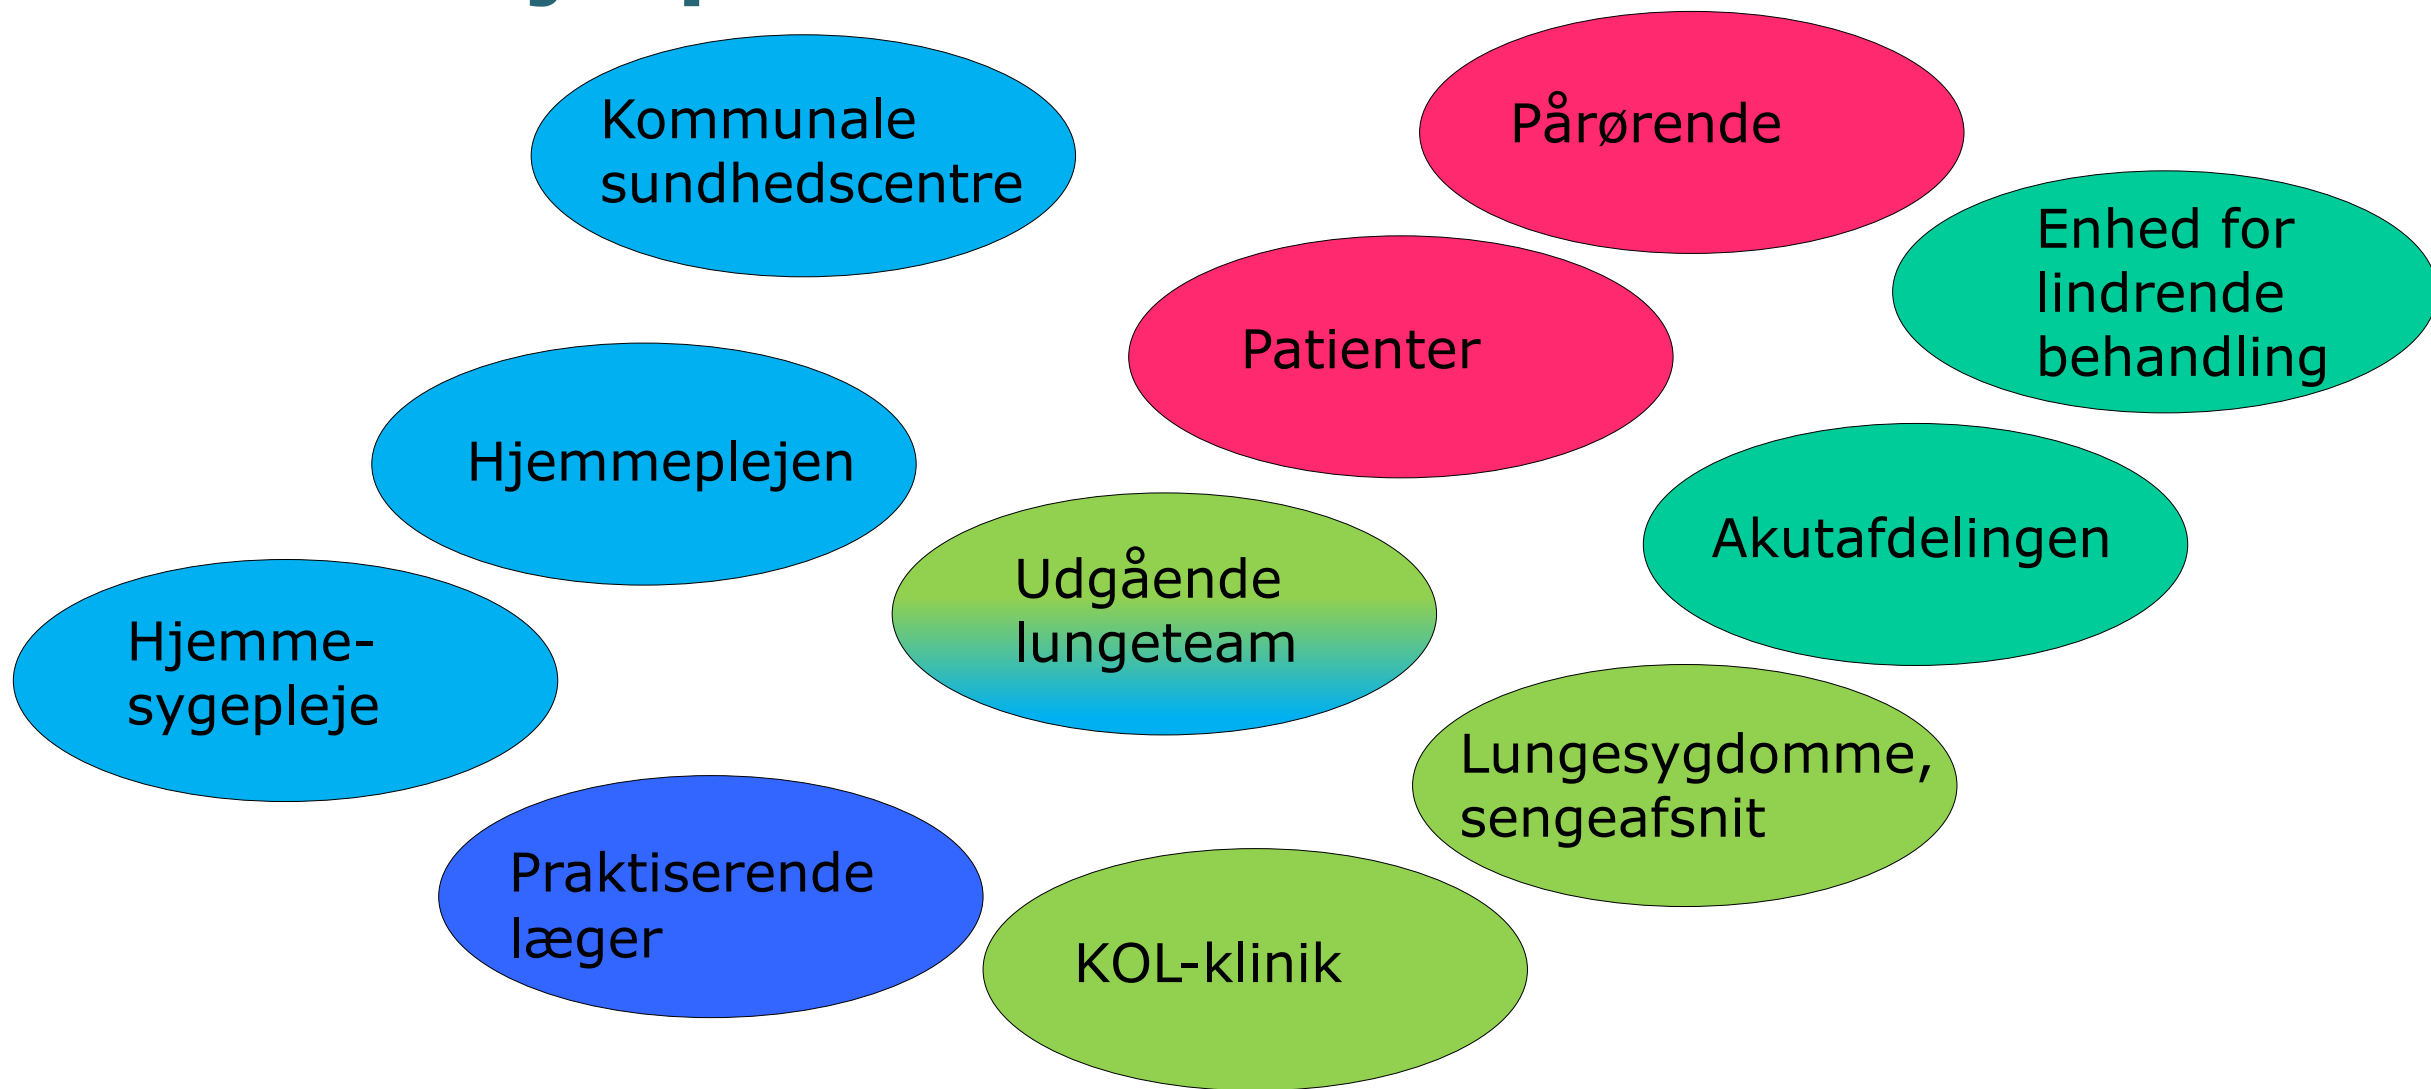 Kommunale
sundhedscentre
Pårørende
Enhed for
lindrende
behandling
Patienter
Hjemmeplejen
Akutafdelingen
Udgående
lungeteam
Hjemme-
sygepleje
Lungesygdomme,
sengeafsnit
Praktiserende
læger
KOL-klinik